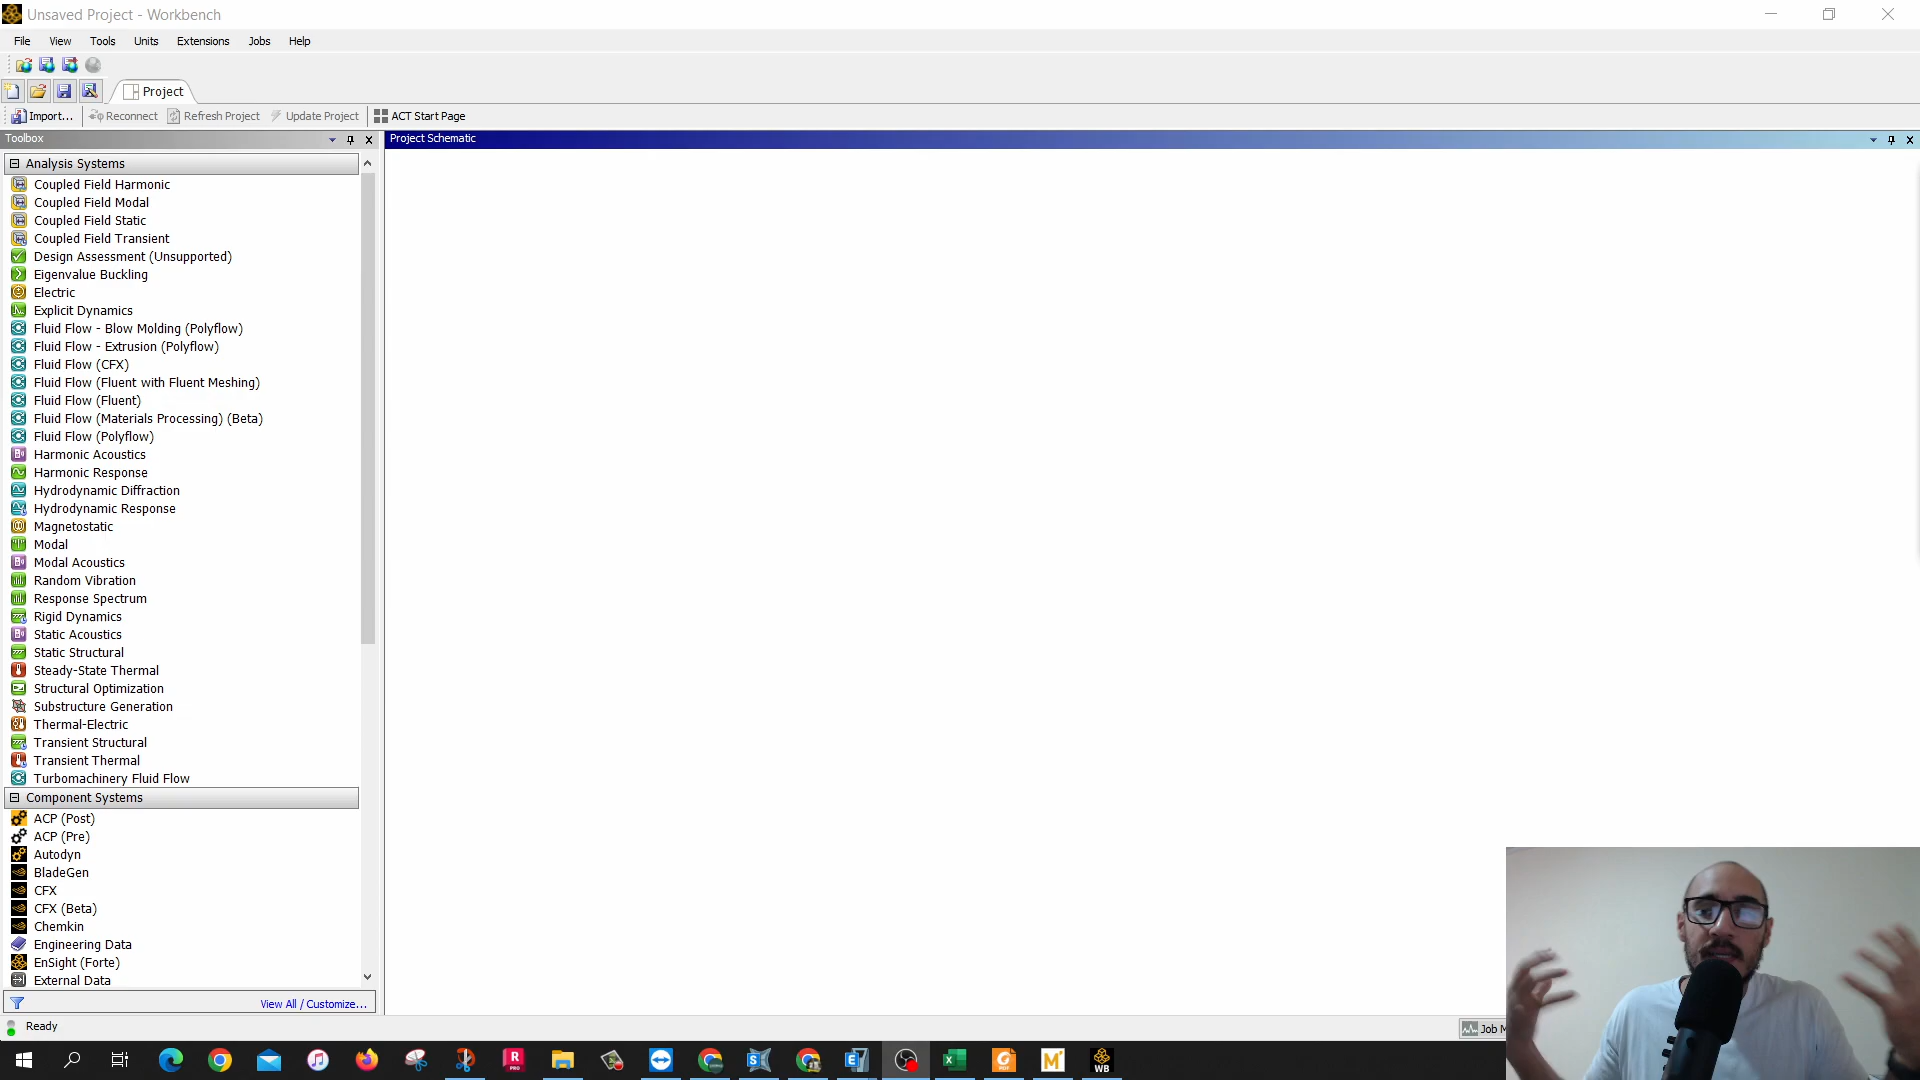 Unsaved Project - Workbench
File View Tools Units Extensions Jobs Help
Project
Import... Reconnect Refresh Project Update Project ACT Start Page
Toolbox
Project Schematic
Analysis Systems
Coupled Field Harmonic
Coupled Field Modal
Coupled Field Static
Coupled Field Transient
Design Assessment (Unsupported)
Eigenvalue Buckling
Electric
Explicit Dynamics
Fluid Flow - Blow Molding (Polyflow)
Fluid Flow - Extrusion (Polyflow)
Fluid Flow (CFX)
Fluid Flow (Fluent with Fluent Meshing)
Fluid Flow (Fluent)
Fluid Flow (Materials Processing) (Beta)
Fluid Flow (Polyflow)
Harmonic Acoustics
Harmonic Response
Hydrodynamic Diffraction
Hydrodynamic Response
Magnetostatic
Modal
Modal Acoustics
Random Vibration
Response Spectrum
Rigid Dynamics
Static Acoustics
Static Structural
Steady-State Thermal
Structural Optimization
Substructure Generation
Thermal-Electric
Transient Structural
Transient Thermal
Turbomachinery Fluid Flow
Component Systems
ACP (Post)
ACP (Pre)
Autodyn
BladeGen
CFX
CFX (Beta)
Chemkin
Engineering Data
EnSight (Forte)
External Data
View All / Customize...
Ready
Job M
R PRO
S
E
X
G PDF
M
WB